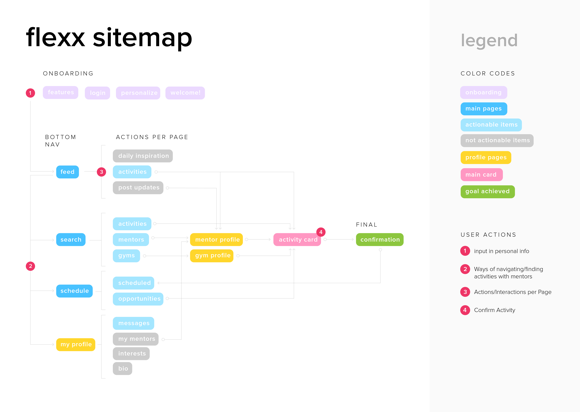 flexx sitemap
ONBOARDING
1
features
login
personalize
welcome!
BOTTOM
NAV
ACTIONS PER PAGE
daily inspiration
feed
3
activities
post updates
activities
search
mentors
gyms
mentor profile
gym profile
activity card
4
FINAL
confirmation
2
schedule
scheduled
opportunities
messages
my profile
my mentors
interests
bio
legend
COLOR CODES
onboarding
main pages
actionable items
not actionable items
profile pages
main card
goal achieved
USER ACTIONS
1 Input in personal info
2 Ways of navigating/finding
activities with mentors
3 Actions/Interactions per Page
4 Confirm Activity